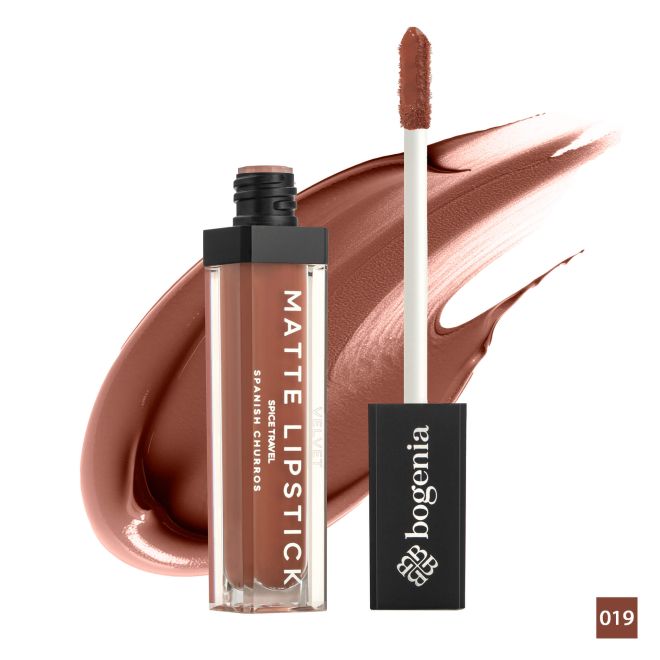 VELVET
MATTE LIPSTICK
SPICE TRAVEL
SPANISH CHURROS
bogenia
019